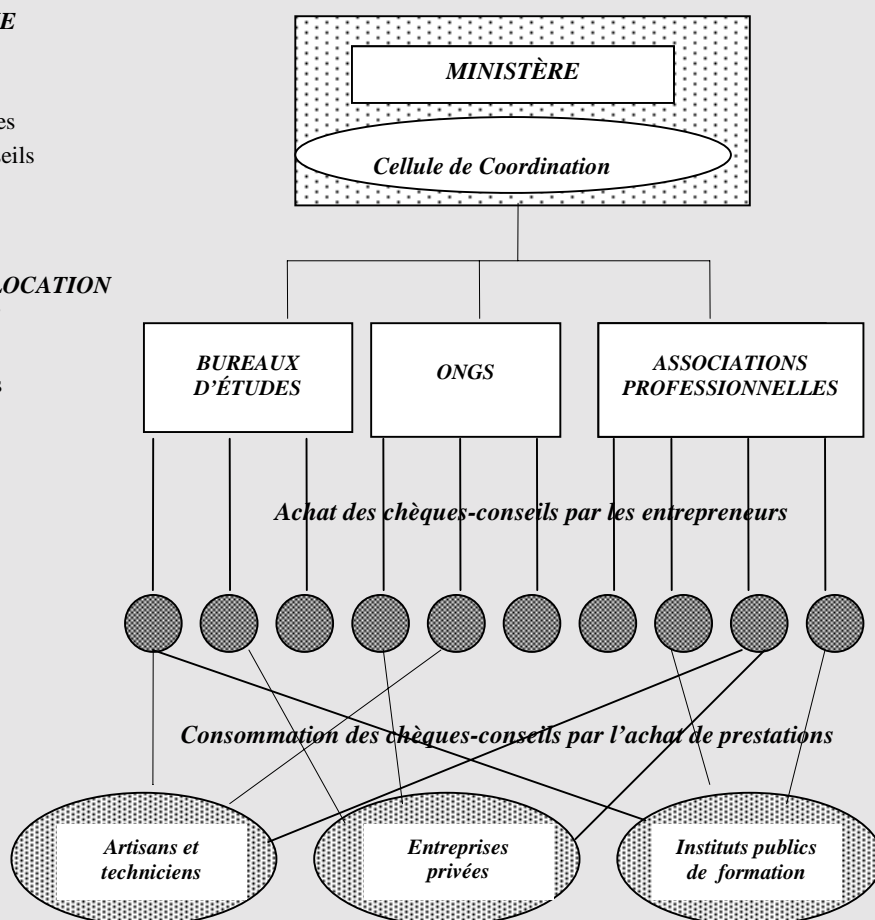 MINISTÈRE
Cellule de Coordination
BUREAUX
D'ÉTUDES
ONGS
ASSOCIATIONS
PROFESSIONNELLES
Achat des chèques-conseils par les entrepreneurs
Consommation des chèques-conseils par l'achat de prestations
Artisans et
techniciens
Entreprises
privées
Instituts publics
de formation